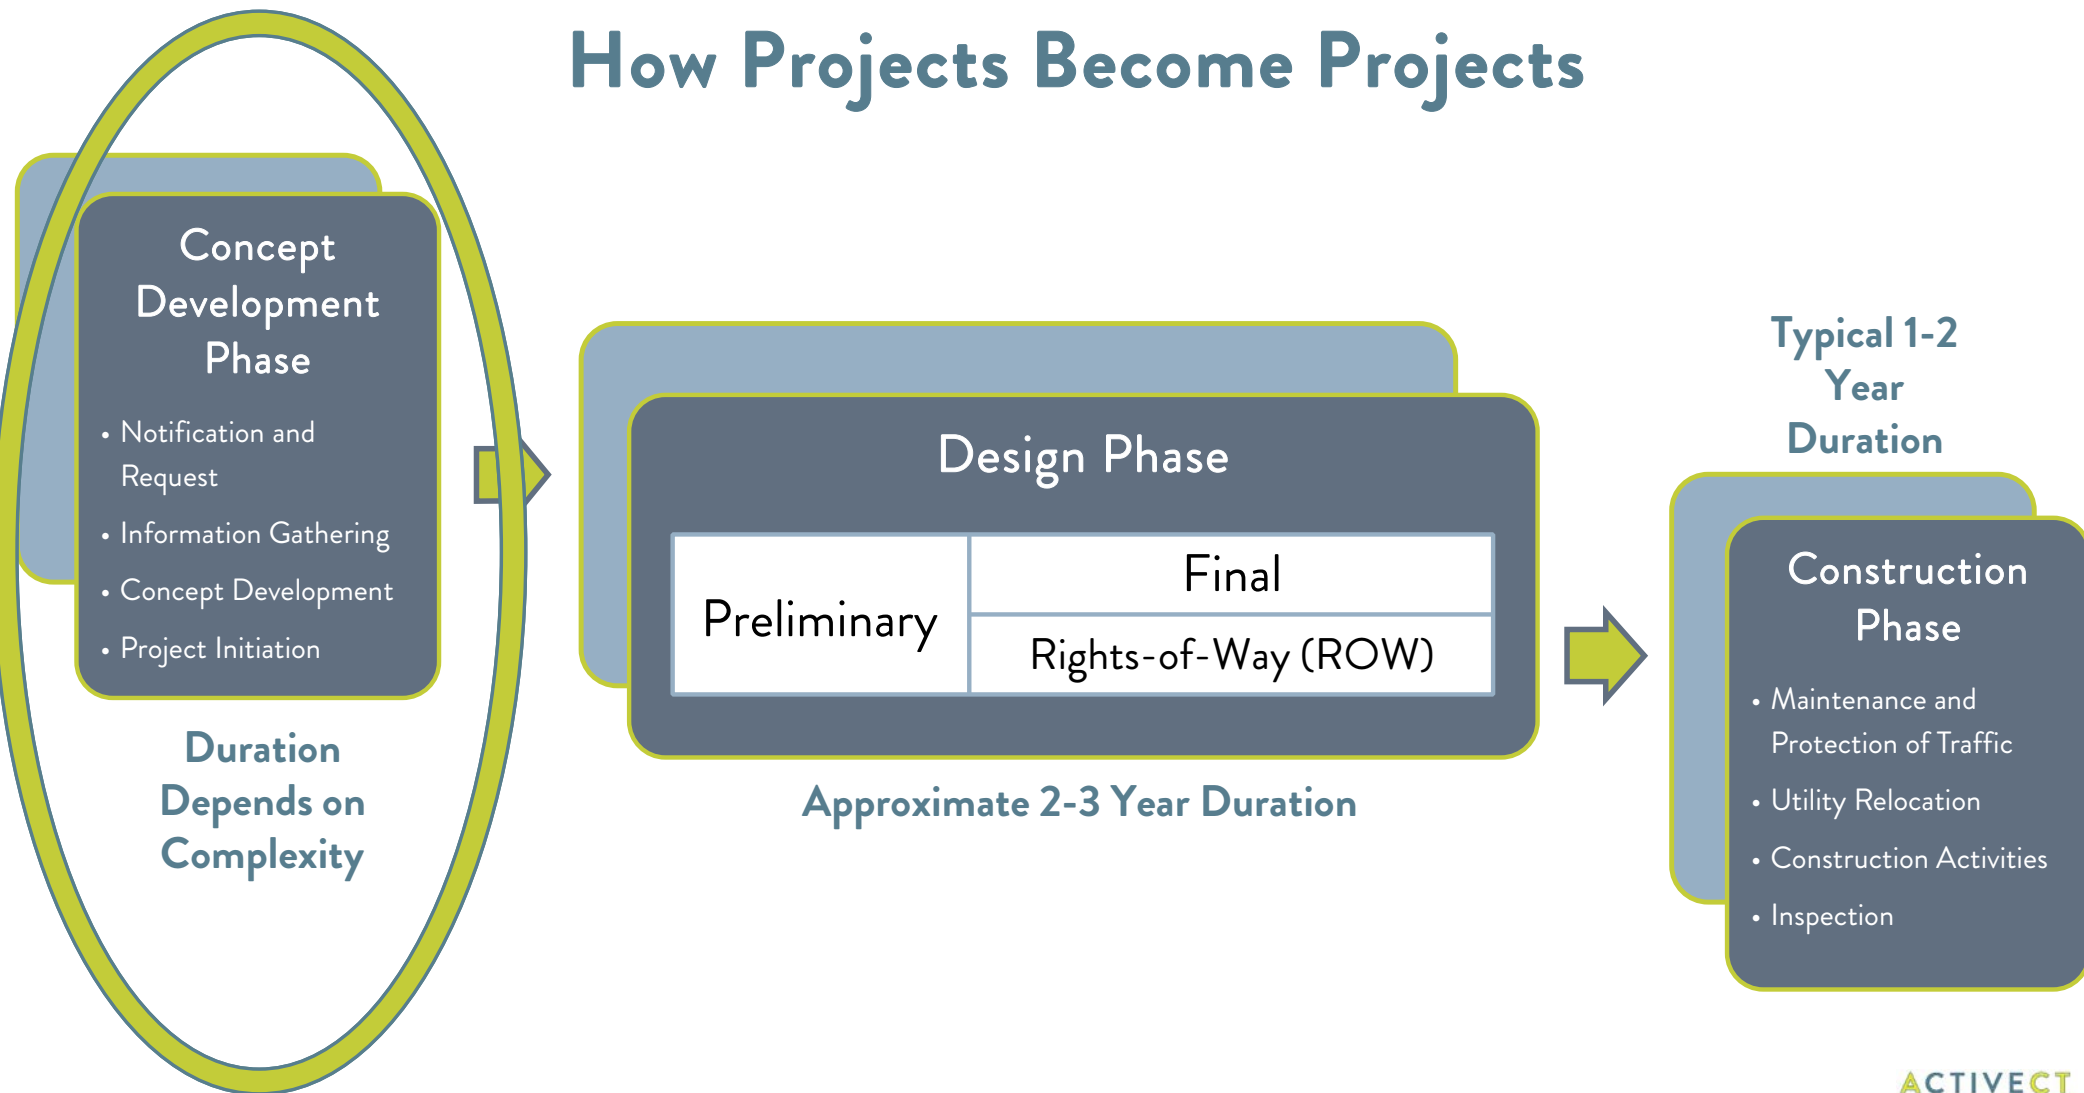 How Projects Become Projects
Concept
Development
Phase
• Notification and
Request
• Information Gathering
• Concept Development
• Project Initiation
Duration
Depends on
Complexity
Design Phase
Preliminary
Final
Rights-of-Way (ROW)
Approximate 2-3 Year Duration
Typical 1-2
Year
Duration
Construction
Phase
• Maintenance and
Protection of Traffic
• Utility Relocation
• Construction Activities
• Inspection
ACTIVECT